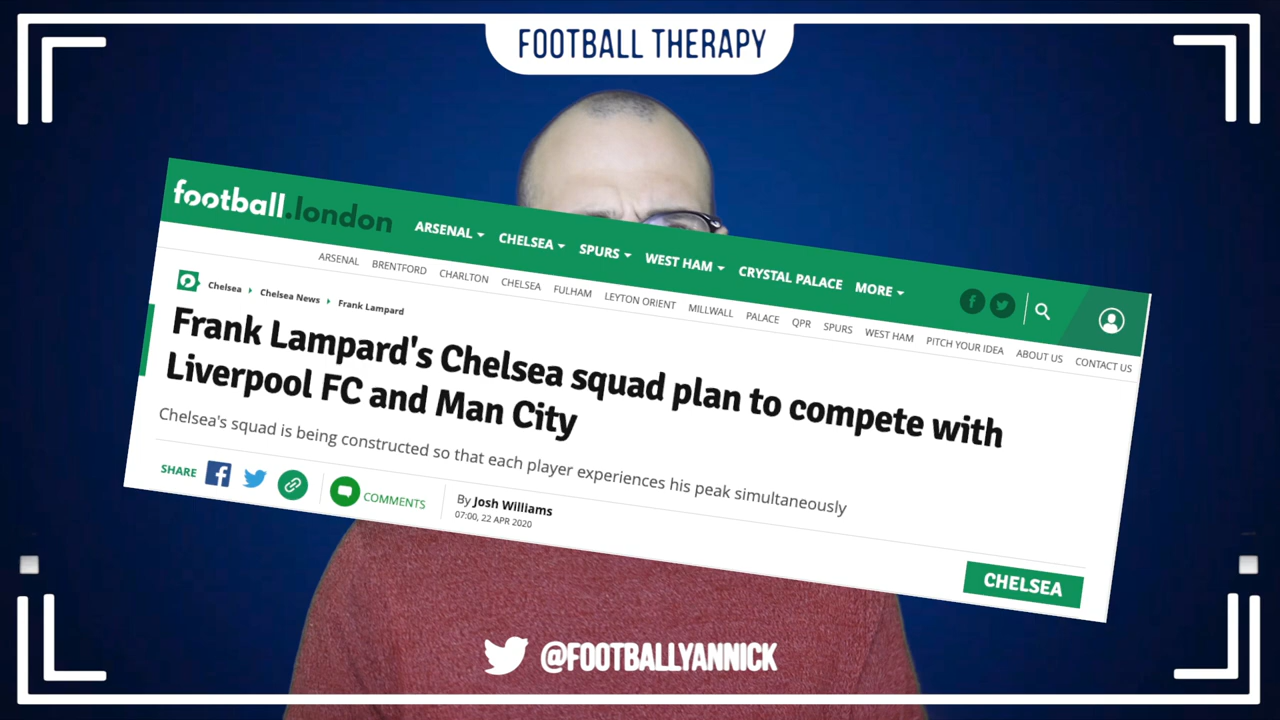 FOOTBALL THERAPY
football.london
ARSENAL CHELSEA SPURS WEST HAM CRYSTAL PALACE MORE
ARSENAL BRENTFORD CHARLTON CHELSEA FULHAM LEYTON ORIENT MILLWALL PALACE QPR SPURS WEST HAM PITCH YOUR IDEA ABOUT US CONTACT US
Chelsea Chelsea News Frank Lampard
Frank Lampard's Chelsea squad plan to compete with
Liverpool FC and Man City
Chelsea's squad is being constructed so that each player experiences his peak simultaneously
SHARE COMMENTS
By Josh Williams
07:00, 22 APR 2020
CHELSEA
@FOOTBALLYANNICK